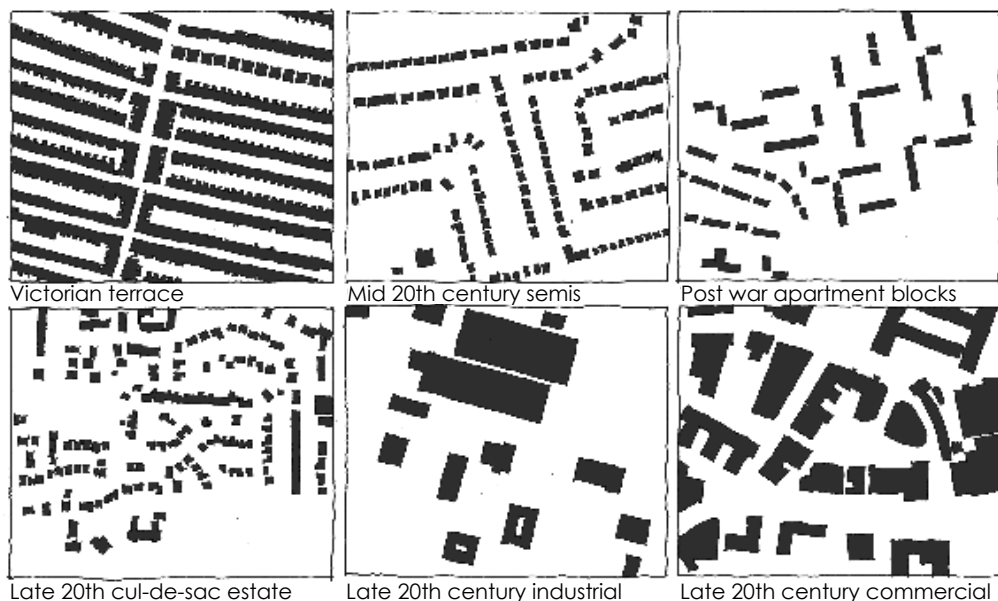 Victorian terrace
Mid 20th century semis
Post war apartment blocks
Late 20th cul-de-sac estate
Late 20th century industrial
Late 20th century commercial